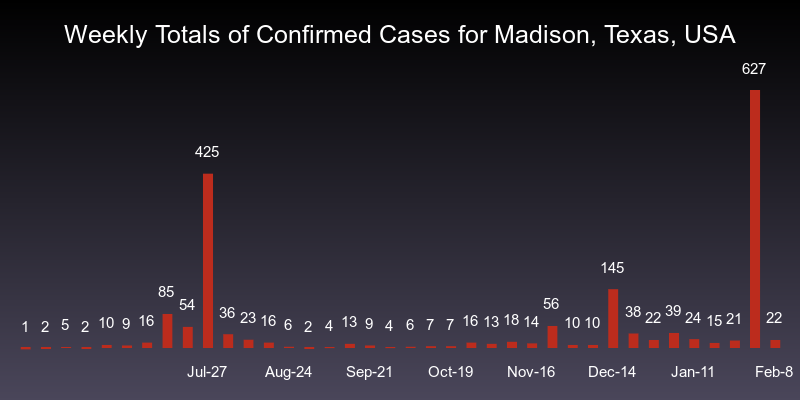 Weekly Totals of Confirmed Cases for Madison, Texas, USA
627
425
145
85
54
56
36 23 16 38 22 39 24 15 21 22
1 2 5 2 10 9 16 6 2 4 13 9 4 6 7 7 16 13 18 14 10 10
Jul-27 Aug-24 Sep-21 Oct-19 Nov-16 Dec-14 Jan-11 Feb-8